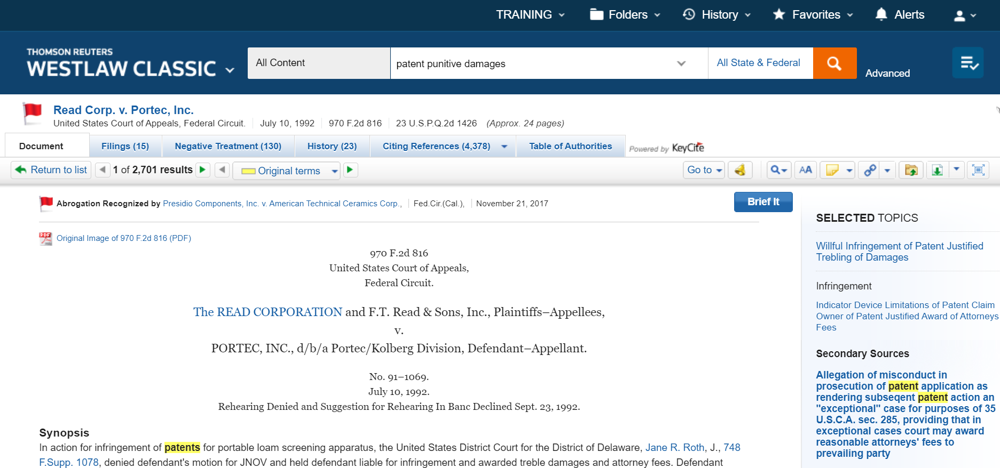 TRAINING Folders History Favorites Alerts
THOMSON REUTERS
WESTLAW CLASSIC
All Content patent punitive damages All State & Federal Advanced
Read Corp. v. Portec, Inc.
United States Court of Appeals, Federal Circuit. July 10, 1992 970 F.2d 816 23 U.S.P.Q.2d 1426 (Approx. 24 pages)
Document Filings (15) Negative Treatment (130) History (23) Citing References (4,378) Table of Authorities Powered by KeyCite
Return to list 1 of 2,701 results Original terms Go to AA
Abrogation Recognized by Presidio Components, Inc. v. American Technical Ceramics Corp., Fed.Cir.(Cal.), November 21, 2017
Brief It
PDF Original Image of 970 F.2d 816 (PDF)
970 F.2d 816
United States Court of Appeals,
Federal Circuit.
The READ CORPORATION and F.T. Read & Sons, Inc., Plaintiffs–Appellees,
v.
PORTEC, INC., d/b/a Portec/Kolberg Division, Defendant–Appellant.
No. 91–1069.
July 10, 1992.
Rehearing Denied and Suggestion for Rehearing In Banc Declined Sept. 23, 1992.
Synopsis
In action for infringement of patents for portable loam screening apparatus, the United States District Court for the District of Delaware, Jane R. Roth, J., 748
F.Supp. 1078, denied defendant's motion for JNOV and held defendant liable for infringement and awarded treble damages and attorney fees. Defendant
SELECTED TOPICS
Willful Infringement of Patent Justified
Trebling of Damages
Infringement
Indicator Device Limitations of Patent Claim
Owner of Patent Justified Award of Attorneys
Fees
Secondary Sources
Allegation of misconduct in
prosecution of patent application as
rendering subseqent patent action an
"exceptional" case for purposes of 35
U.S.C.A. sec. 285, providing that in
exceptional cases court may award
reasonable attorneys' fees to
prevailing party